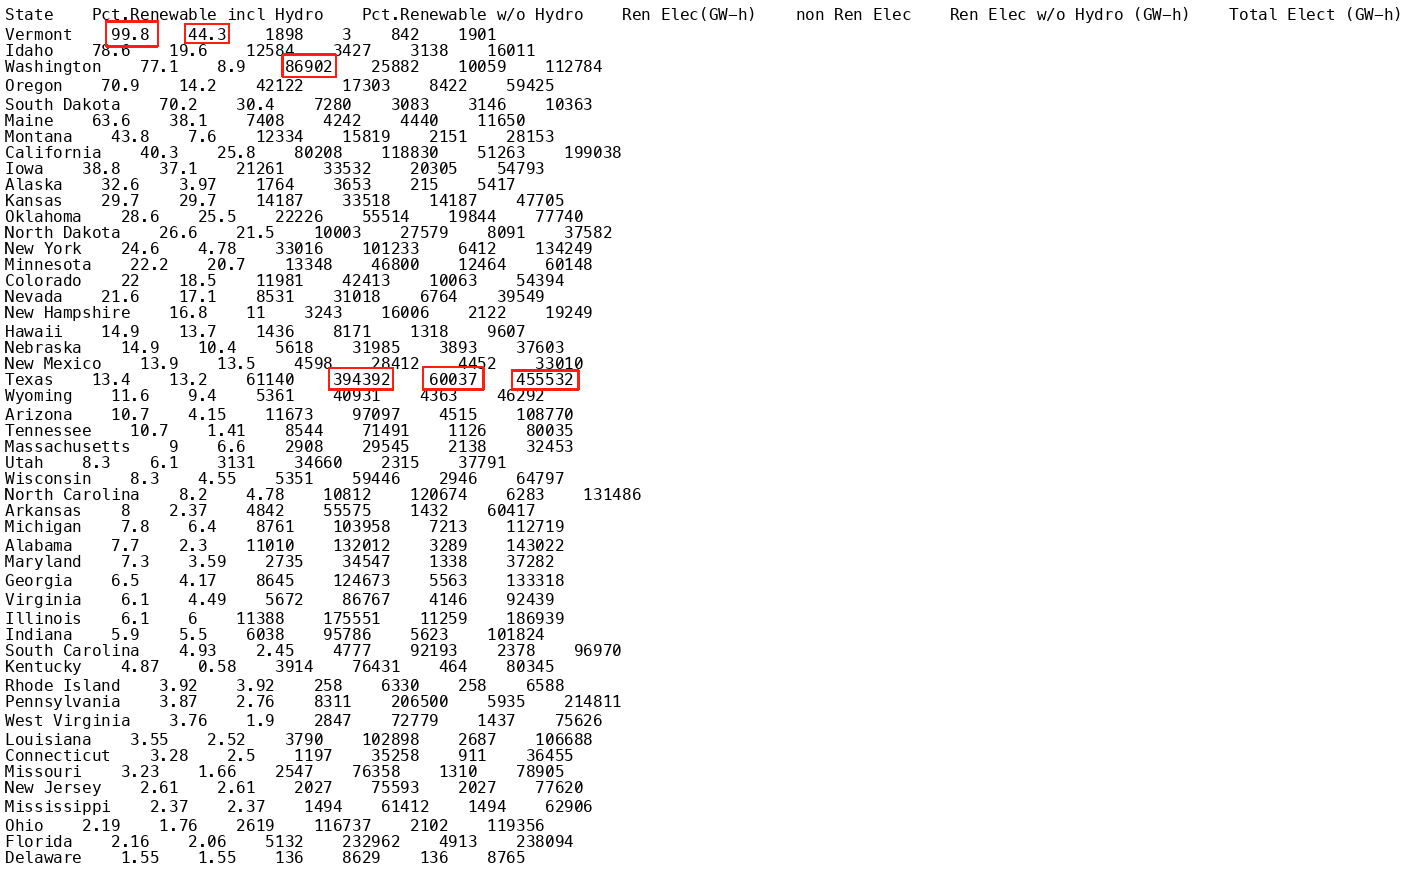 State    Pct.Renewable incl Hydro    Pct.Renewable w/o Hydro    Ren Elec(GW-h)    non Ren Elec    Ren Elec w/o Hydro (GW-h)    Total Elect (GW-h)
Vermont    99.8    44.3    1898    3    842    1901
Idaho    78.6    19.6    12584    3427    3138    16011
Washington    77.1    8.9    86902    25882    10059    112784
Oregon    70.9    14.2    42122    17303    8422    59425
South Dakota    70.2    30.4    7280    3083    3146    10363
Maine    63.6    38.1    7408    4242    4440    11650
Montana    43.8    7.6    12334    15819    2151    28153
California    40.3    25.8    80208    118830    51263    199038
Iowa    38.8    37.1    21261    33532    20305    54793
Alaska    32.6    3.97    1764    3653    215    5417
Kansas    29.7    29.7    14187    33518    14187    47705
Oklahoma    28.6    25.5    22226    55514    19844    77740
North Dakota    26.6    21.5    10003    27579    8091    37582
New York    24.6    4.78    33016    101233    6412    134249
Minnesota    22.2    20.7    13348    46800    12464    60148
Colorado    22    18.5    11981    42413    10063    54394
Nevada    21.6    17.1    8531    31018    6764    39549
New Hampshire    16.8    11    3243    16006    2122    19249
Hawaii    14.9    13.7    1436    8171    1318    9607
Nebraska    14.9    10.4    5618    31985    3893    37603
New Mexico    13.9    13.5    4598    28412    4452    33010
Texas    13.4    13.2    61140    394392    60037    455532
Wyoming    11.6    9.4    5361    40931    4363    46292
Arizona    10.7    4.15    11673    97097    4515    108770
Tennessee    10.7    1.41    8544    71491    1126    80035
Massachusetts    9    6.6    2908    29545    2138    32453
Utah    8.3    6.1    3131    34660    2315    37791
Wisconsin    8.3    4.55    5351    59446    2946    64797
North Carolina    8.2    4.78    10812    120674    6283    131486
Arkansas    8    2.37    4842    55575    1432    60417
Michigan    7.8    6.4    8761    103958    7213    112719
Alabama    7.7    2.3    11010    132012    3289    143022
Maryland    7.3    3.59    2735    34547    1338    37282
Georgia    6.5    4.17    8645    124673    5563    133318
Virginia    6.1    4.49    5672    86767    4146    92439
Illinois    6.1    6    11388    175551    11259    186939
Indiana    5.9    5.5    6038    95786    5623    101824
South Carolina    4.93    2.45    4777    92193    2378    96970
Kentucky    4.87    0.58    3914    76431    464    80345
Rhode Island    3.92    3.92    258    6330    258    6588
Pennsylvania    3.87    2.76    8311    206500    5935    214811
West Virginia    3.76    1.9    2847    72779    1437    75626
Louisiana    3.55    2.52    3790    102898    2687    106688
Connecticut    3.28    2.5    1197    35258    911    36455
Missouri    3.23    1.66    2547    76358    1310    78905
New Jersey    2.61    2.61    2027    75593    2027    77620
Mississippi    2.37    2.37    1494    61412    1494    62906
Ohio    2.19    1.76    2619    116737    2102    119356
Florida    2.16    2.06    5132    232962    4913    238094
Delaware    1.55    1.55    136    8629    136    8765